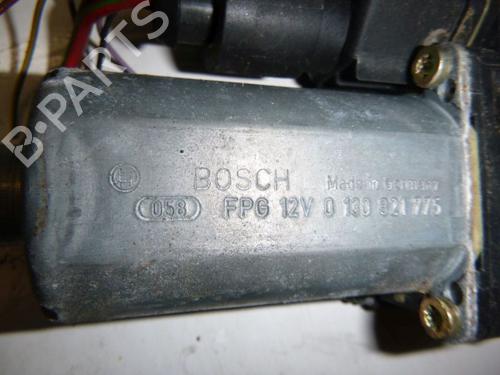 BOSCH Made in Germany
058 FPG 12V 0 130 821 775
B-PARTS